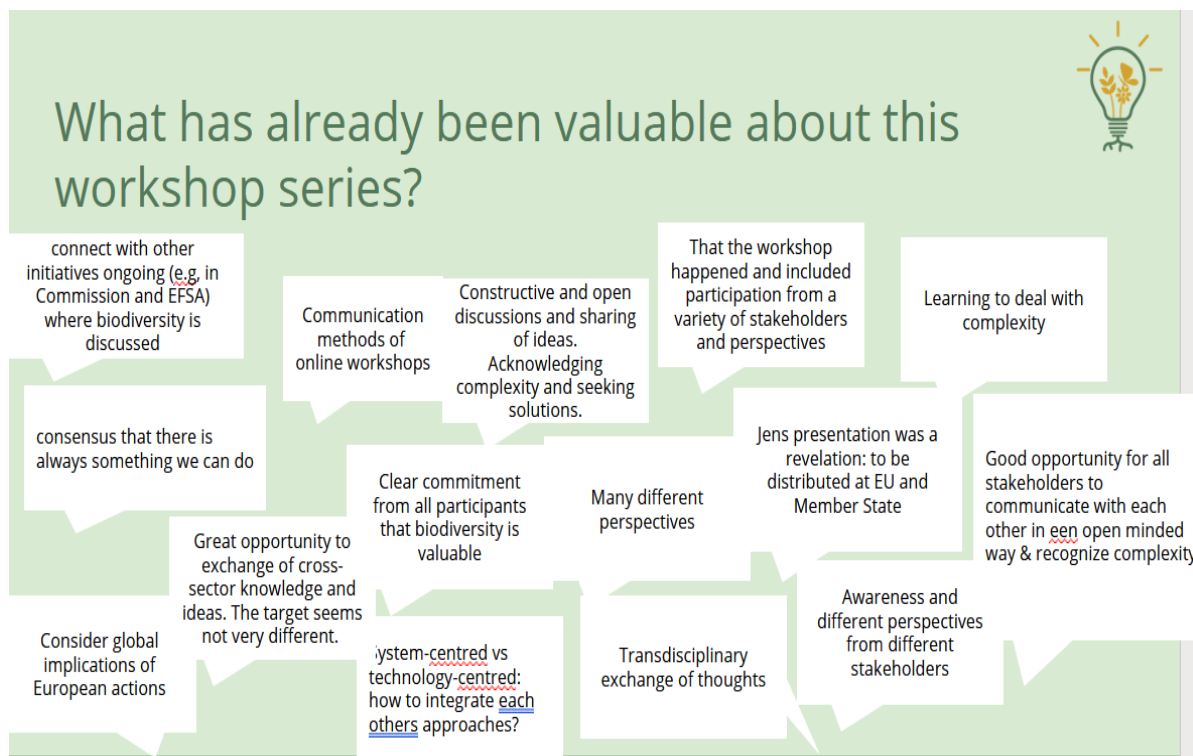 What has already been valuable about this
workshop series?
connect with other
initiatives ongoing (e.g, in
Commission and EFSA)
where biodiversity is
discussed
Communication
methods of
online workshops
Constructive and open
discussions and sharing
of ideas.
Acknowledging
complexity and seeking
solutions.
That the workshop
happened and included
participation from a
variety of stakeholders
and perspectives
Learning to deal with
complexity
consensus that there is
always something we can do
Clear commitment
from all participants
that biodiversity is
valuable
Many different
perspectives
Jens presentation was a
revelation: to be
distributed at EU and
Member State
Good opportunity for all
stakeholders to
communicate with each
other in een open minded
way & recognize complexity
Great opportunity to
exchange of cross-
sector knowledge and
ideas. The target seems
not very different.
Consider global
implications of
European actions
ystem-centred vs
technology-centred:
how to integrate each
others approaches?
Transdisciplinary
exchange of thoughts
Awareness and
different perspectives
from different
stakeholders